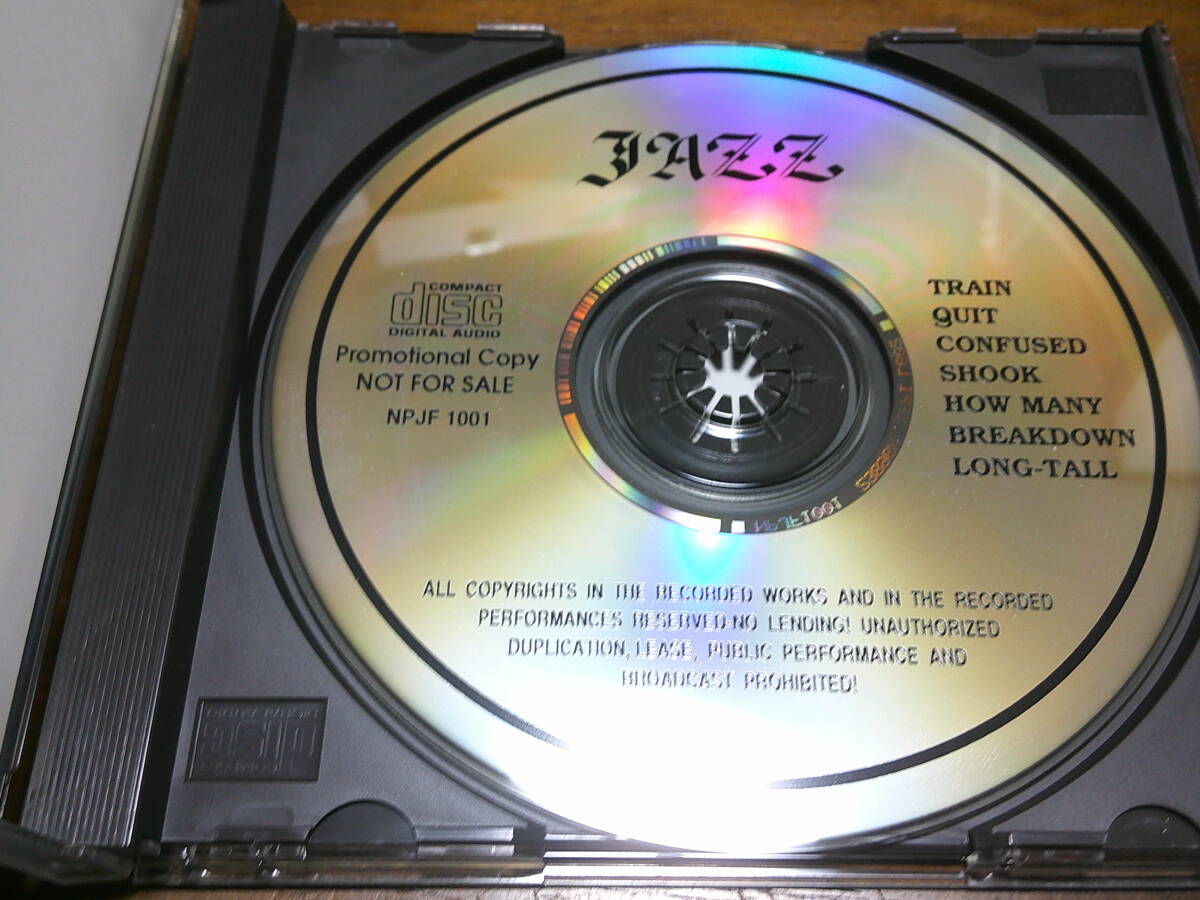 JAZZ
COMPACT
disc
DIGITAL AUDIO
Promotional Copy
NOT FOR SALE
NPJF 1001
TRAIN
QUIT
CONFUSED
SHOOK
HOW MANY
BREAKDOWN
LONG-TALL
ALL COPYRIGHTS IN THE RECORDED WORKS AND IN THE RECORDED
PERFORMANCES RESERVED-NO LENDING! UNAUTHORIZED
DUPLICATION, LEASE, PUBLIC PERFORMANCE AND
BROADCAST PROHIBITED!
NPJF1001
disc